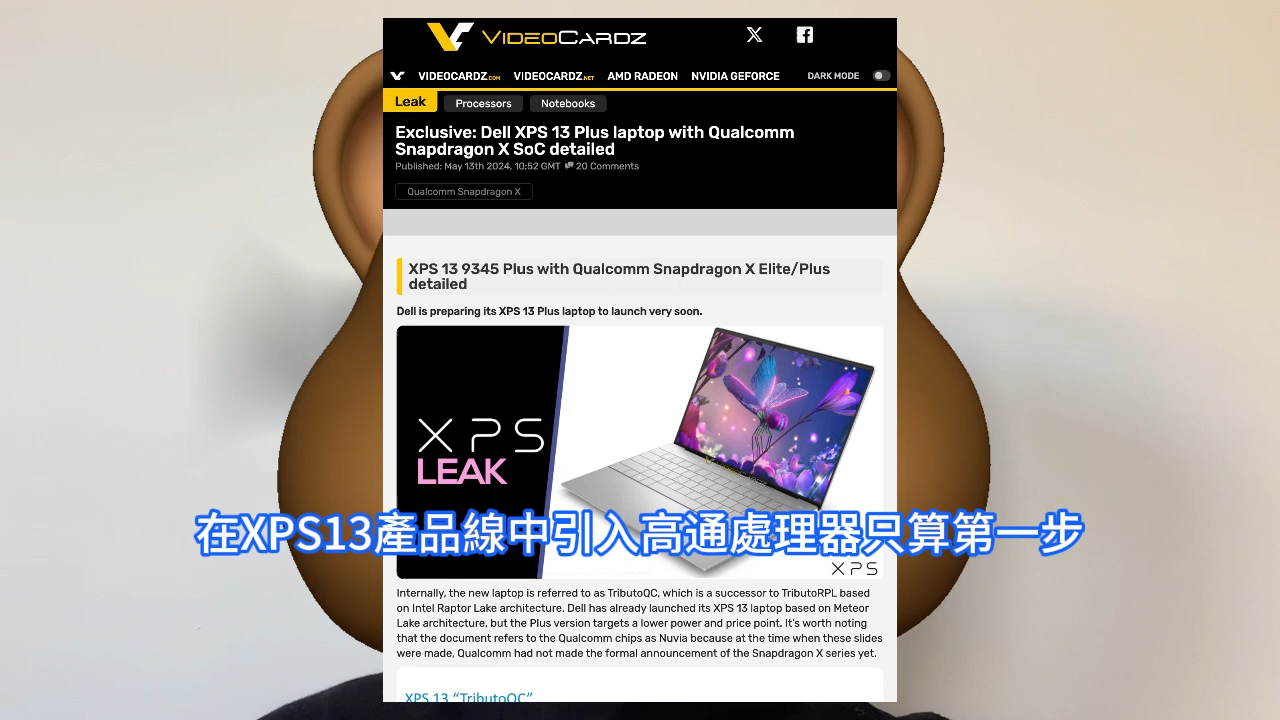 VIDEOCARDZ
VIDEOCARDZ.COM VIDEOCARDZ.NET AMD RADEON NVIDIA GEFORCE DARK MODE
Leak Processors Notebooks
Exclusive: Dell XPS 13 Plus laptop with Qualcomm
Snapdragon X SoC detailed
Published: May 13th 2024, 10:52 GMT 20 Comments
Qualcomm Snapdragon X
XPS 13 9345 Plus with Qualcomm Snapdragon X Elite/Plus
detailed
Dell is preparing its XPS 13 Plus laptop to launch very soon.
XPS
LEAK
在XPS13產品線中引入高通處理器只算第一步
XPS
Internally, the new laptop is referred to as TributoQC, which is a successor to TributoRPL based
on Intel Raptor Lake architecture. Dell has already launched its XPS 13 laptop based on Meteor
Lake architecture, but the Plus version targets a lower power and price point. It's worth noting
that the document refers to the Qualcomm chips as Nuvia because at the time when these slides
were made, Qualcomm had not made the formal announcement of the Snapdragon X series yet.
XPS 13 “TributoQC”